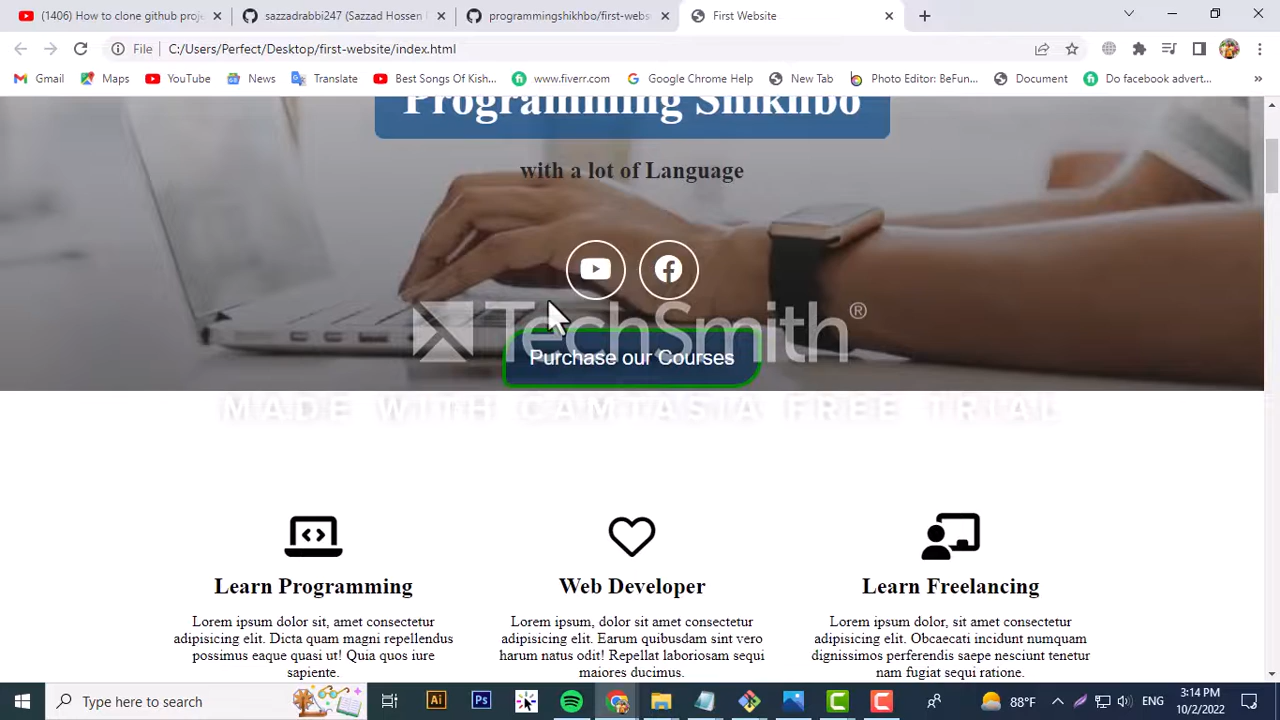 (1406) How to clone github proje
sazzadrabbi247 (Sazzad Hossen
programmingshikhbo/first-webs
First Website
File
C:/Users/Perfect/Desktop/first-website/index.html
Gmail
Maps
YouTube
News
Translate
Best Songs Of Kish...
www.fiverr.com
Google Chrome Help
New Tab
Photo Editor: BeFun...
Document
Do facebook advert...
»
Programming Shikhbo
with a lot of Language
TechSmith®
Purchase our Courses
MADE WITH CAMTASIA FREE TRIAL
Learn Programming
Lorem ipsum dolor sit, amet consectetur
adipisicing elit. Dicta quam magni repellendus
possimus eaque quasi ut! Quia quos iure
sapiente.
Web Developer
Lorem ipsum dolor sit amet consectetur
adipisicing elit. Earum quibusdam sint vero
harum natus odit! Repellat laboriosam sequi
maiores ducimus.
Learn Freelancing
Lorem ipsum dolor, sit amet consectetur
adipisicing elit. Obcaecati incidunt numquam
dignissimos perferendis saepe nesciunt tenetur
nam fugiat sequi ratione.
Type here to search
Ai
Ps
88°F
ENG
3:14 PM
10/2/2022